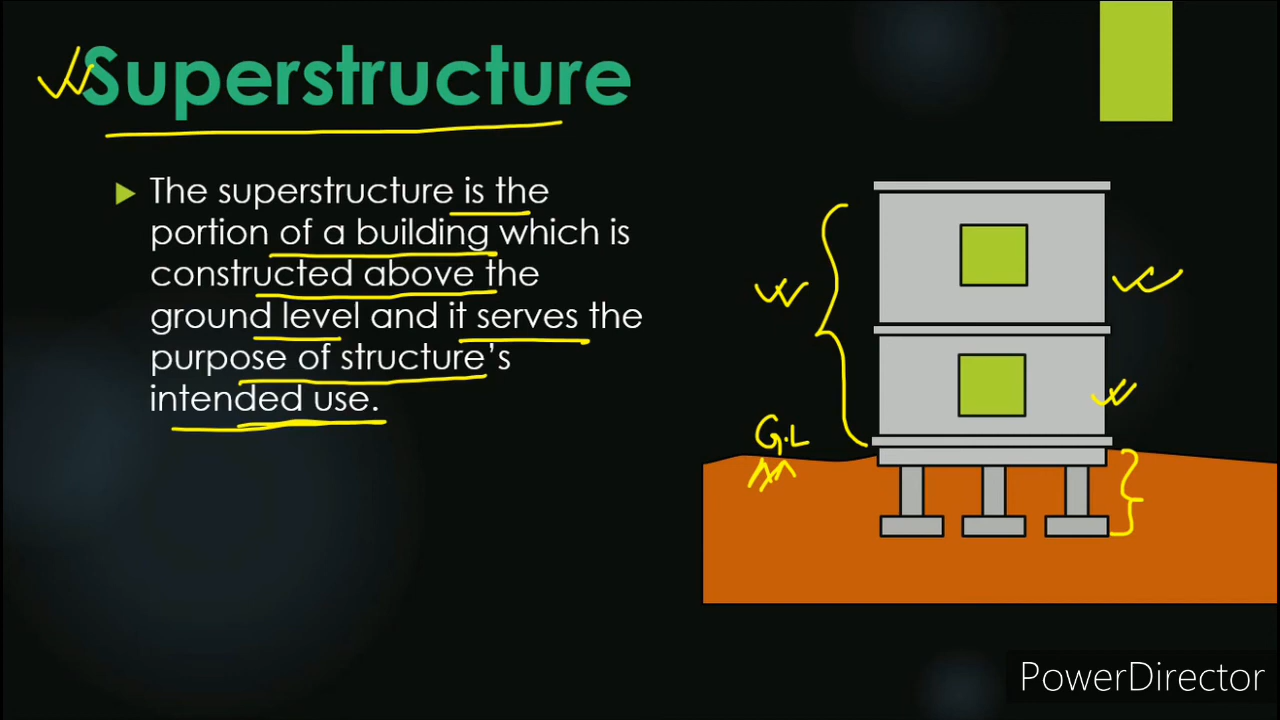 Superstructure
The superstructure is the
portion of a building which is
constructed above the
ground level and it serves the
purpose of structure's
intended use.
G.L
PowerDirector